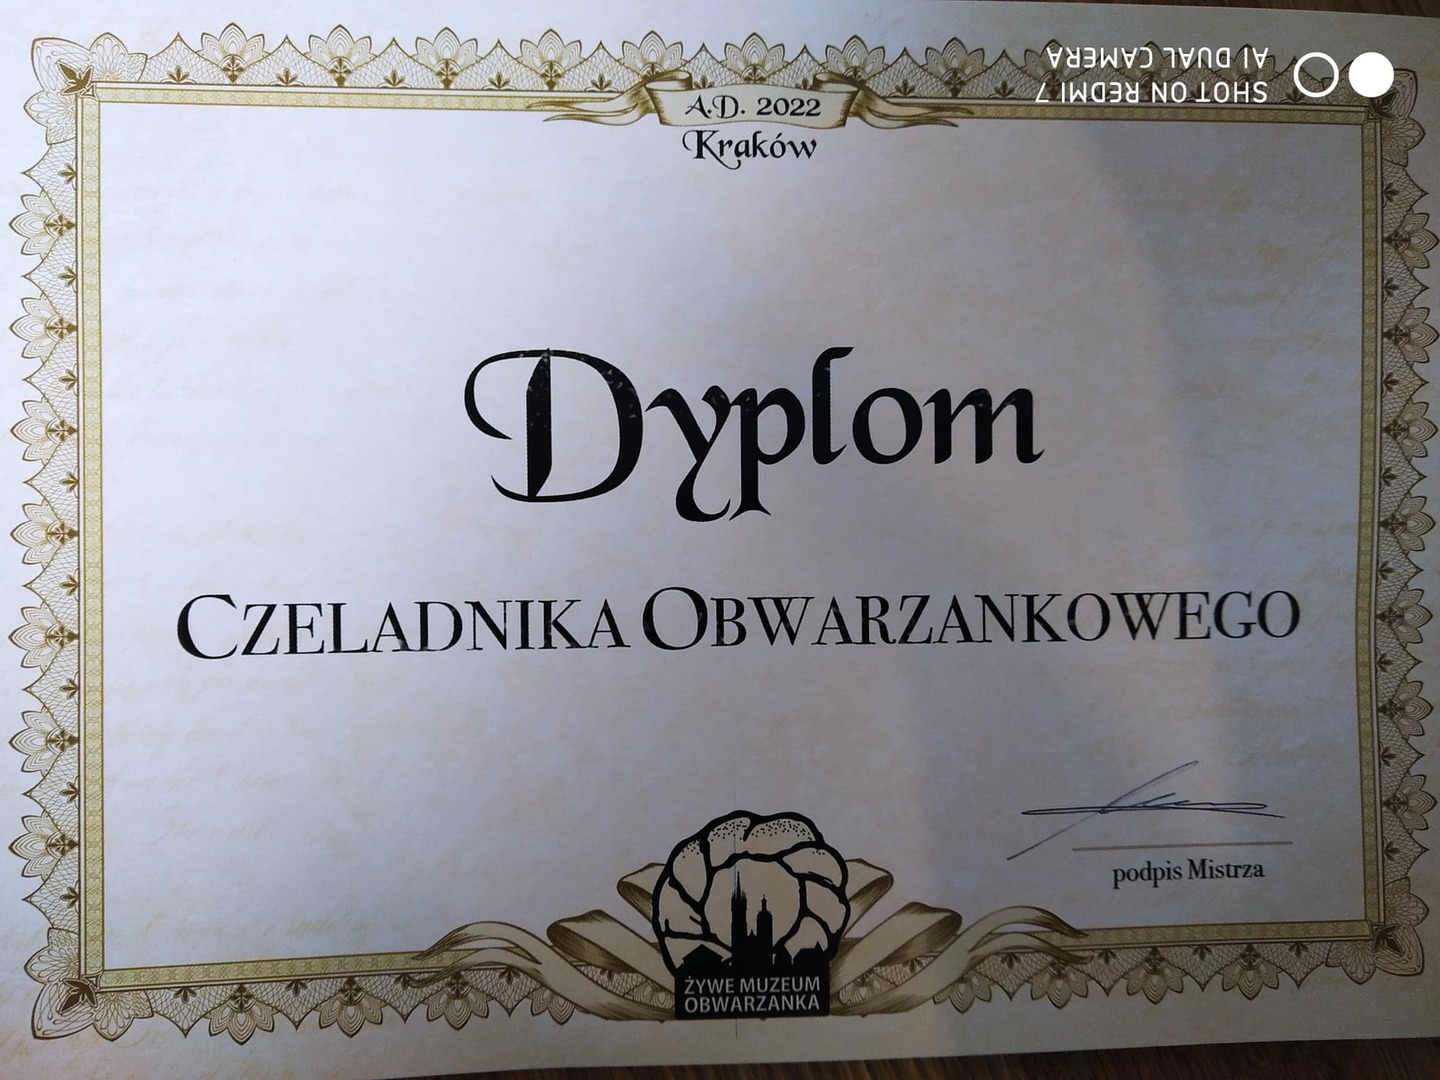 A.D. 2022
Kraków
Dyplom
CZELADNIKA OBWARZANKOWEGO
podpis Mistrza
ŻYWE MUZEUM
OBWARZANKA
SHOT ON REDMI 7
AI DUAL CAMERA